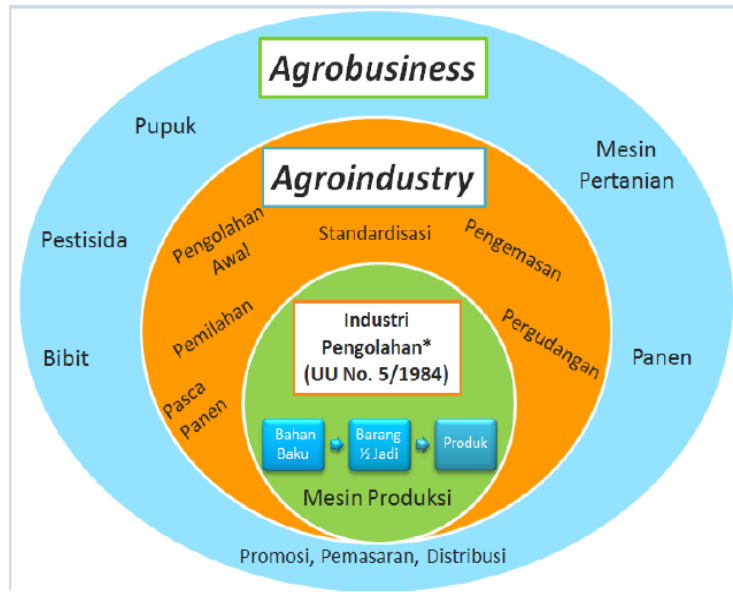 Agrobusiness
Pupuk
Mesin
Pertanian
Agroindustry
Pestisida
Pengolahan
Awal
Standardisasi
Pengemasan
Pemilahan
Industri
Pengolahan*
(UU No. 5/1984)
Pergudangan
Bibit
Panen
Pasca
Panen
Bahan
Baku
Barang
½ Jadi
Produk
Mesin Produksi
Promosi, Pemasaran, Distribusi